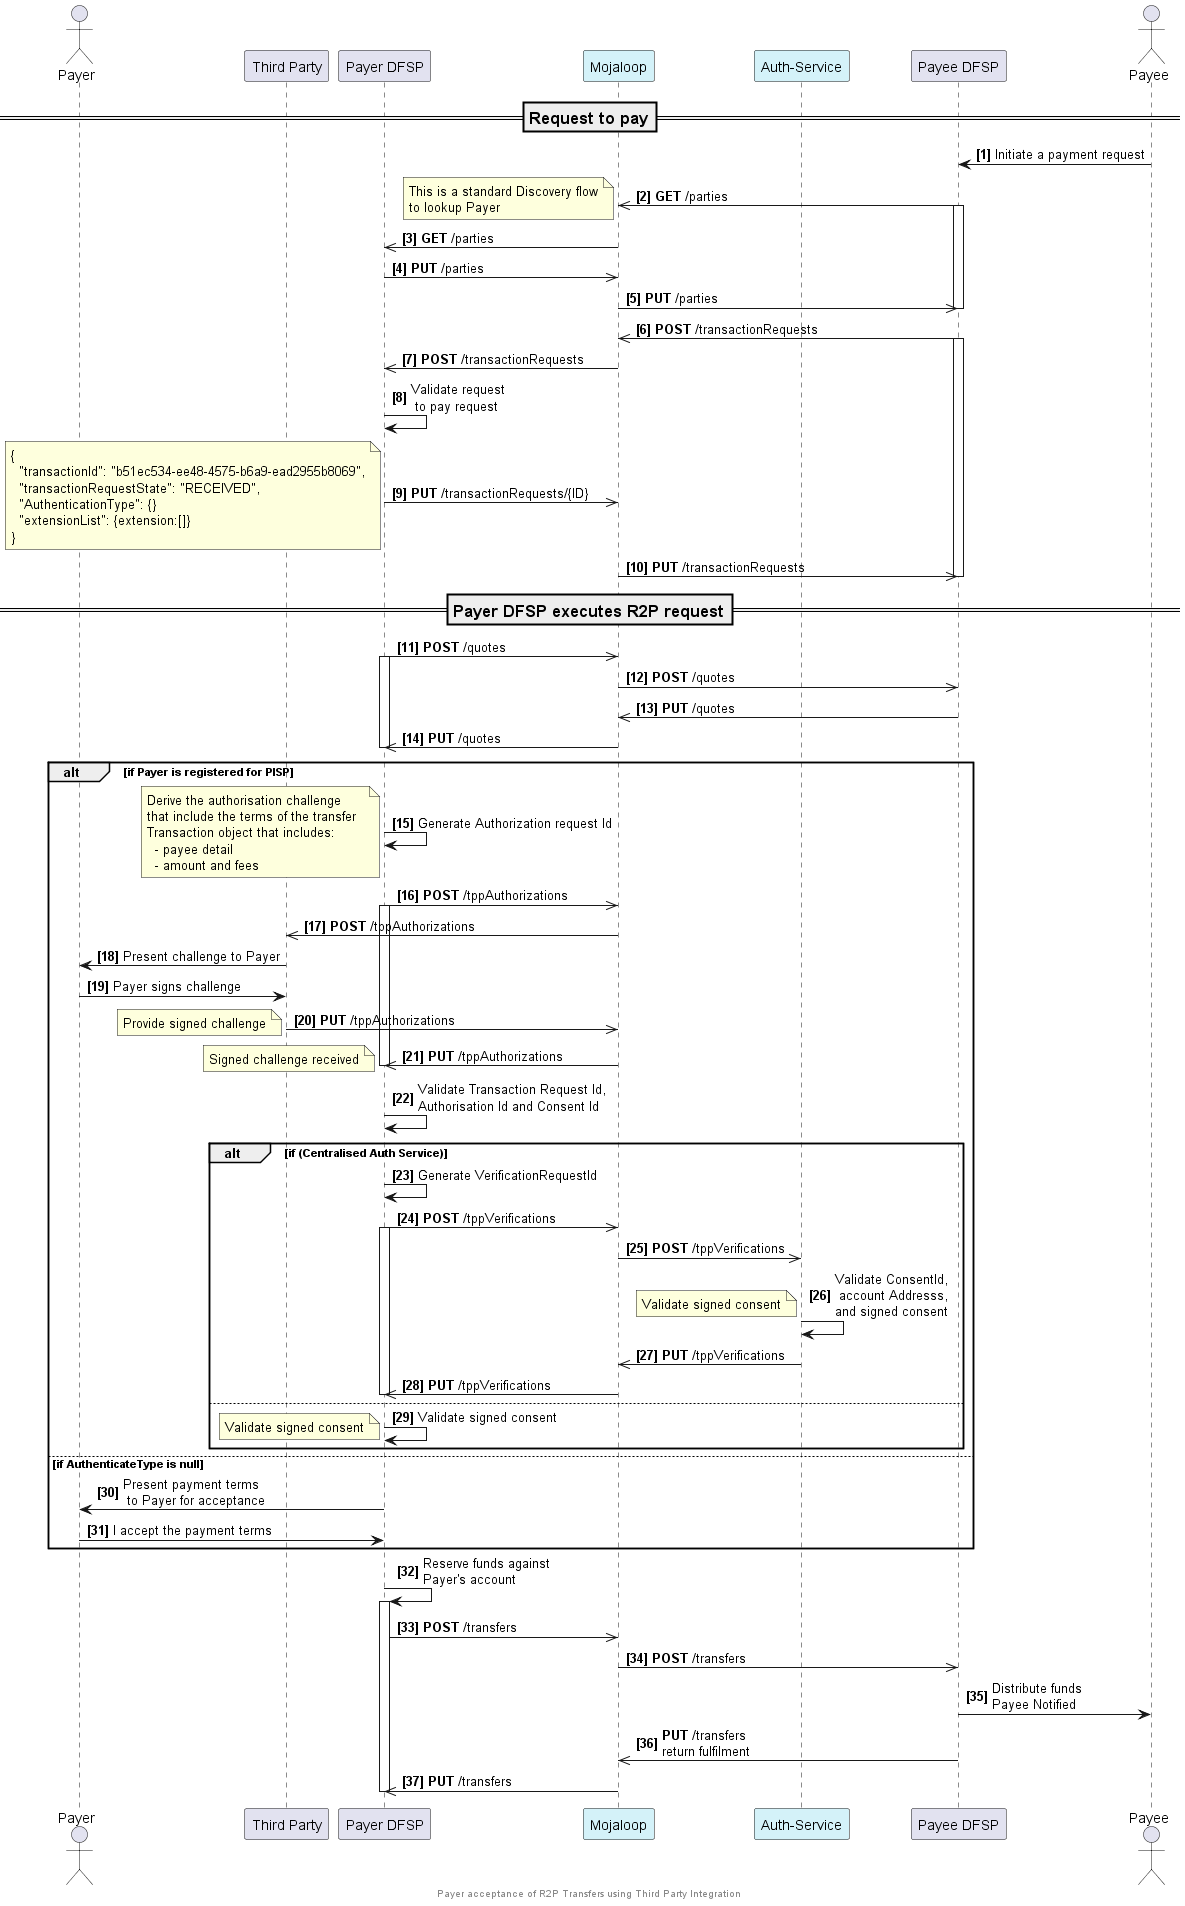 Payer
Third Party
Payer DFSP
Mojaloop
Auth-Service
Payee DFSP
Payee
Request to pay
[1] Initiate a payment request
This is a standard Discovery flow
to lookup Payer
[2] GET /parties
[3] GET /parties
[4] PUT /parties
[5] PUT /parties
[6] POST /transactionRequests
[7] POST /transactionRequests
[8] Validate request
to pay request
{
"transactionId": "b51ec534-ee48-4575-b6a9-ead2955b8069",
"transactionRequestState": "RECEIVED",
"AuthenticationType": {}
"extensionList": {extension:[]}
}
[9] PUT /transactionRequests/{ID}
[10] PUT /transactionRequests
Payer DFSP executes R2P request
[11] POST /quotes
[12] POST /quotes
[13] PUT /quotes
[14] PUT /quotes
alt [if Payer is registered for PISP]
Derive the authorisation challenge
that include the terms of the transfer
Transaction object that includes:
- payee detail
- amount and fees
[15] Generate Authorization request Id
[16] POST /tppAuthorizations
[17] POST /tppAuthorizations
[18] Present challenge to Payer
[19] Payer signs challenge
Provide signed challenge
[20] PUT /tppAuthorizations
Signed challenge received
[21] PUT /tppAuthorizations
[22] Validate Transaction Request Id,
Authorisation Id and Consent Id
alt [if (Centralised Auth Service)]
[23] Generate VerificationRequestId
[24] POST /tppVerifications
[25] POST /tppVerifications
Validate signed consent
[26] Validate ConsentId,
account Addresss,
and signed consent
[27] PUT /tppVerifications
[28] PUT /tppVerifications
Validate signed consent
[29] Validate signed consent
[if AuthenticateType is null]
[30] Present payment terms
to Payer for acceptance
[31] I accept the payment terms
[32] Reserve funds against
Payer's account
[33] POST /transfers
[34] POST /transfers
[35] Distribute funds
Payee Notified
[36] PUT /transfers
return fulfilment
[37] PUT /transfers
Payer
Third Party
Payer DFSP
Mojaloop
Auth-Service
Payee DFSP
Payee
Payer acceptance of R2P Transfers using Third Party Integration